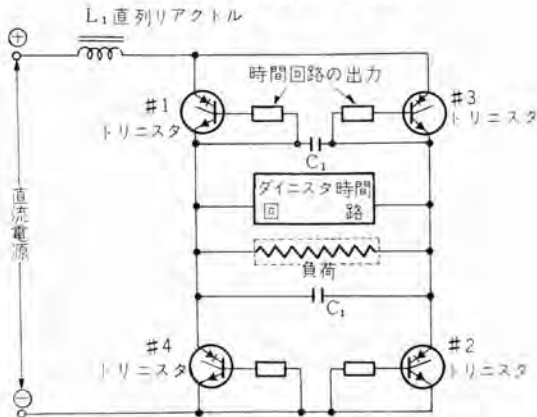 L₁直列リアクトル
⊕
時間回路の出力
#1
トリニスタ
#3
トリニスタ
C₁
ダイニスタ時間
回 路
直流電源
負荷
C₁
#4
トリニスタ
#2
トリニスタ
⊖